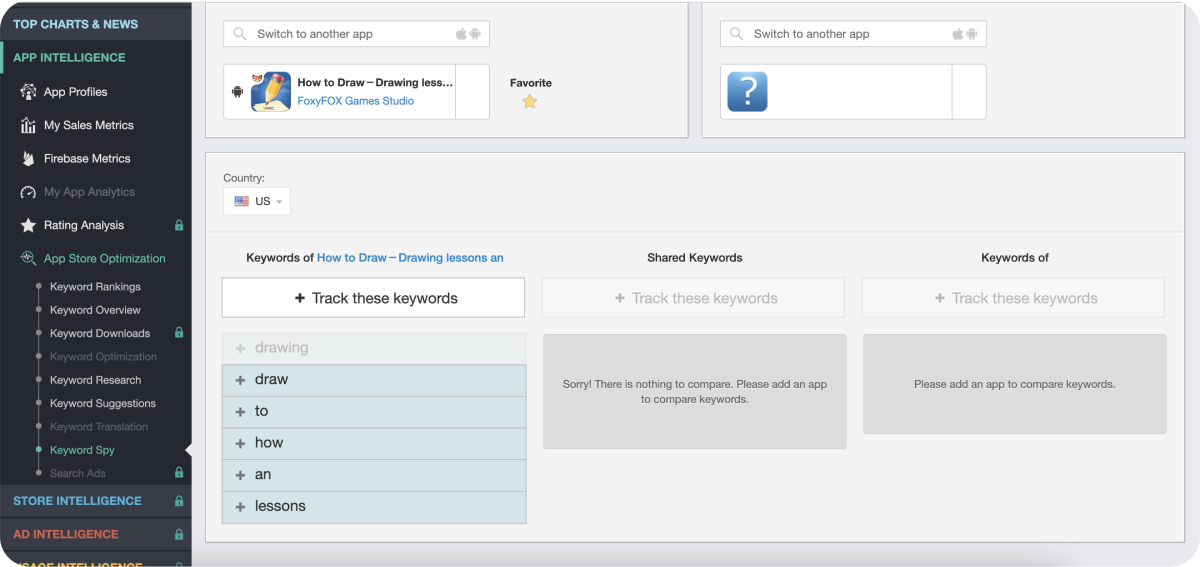 TOP CHARTS & NEWS
APP INTELLIGENCE
App Profiles
My Sales Metrics
Firebase Metrics
My App Analytics
Rating Analysis
App Store Optimization
Keyword Rankings
Keyword Overview
Keyword Downloads
Keyword Optimization
Keyword Research
Keyword Suggestions
Keyword Translation
Keyword Spy
Search Ads
STORE INTELLIGENCE
AD INTELLIGENCE
USAGE INTELLIGENCE
Switch to another app
How to Draw – Drawing less...
FoxyFOX Games Studio
Favorite
Switch to another app
?
Country:
US
Keywords of How to Draw – Drawing lessons an
+ Track these keywords
+ drawing
+ draw
+ to
+ how
+ an
+ lessons
Shared Keywords
+ Track these keywords
Sorry! There is nothing to compare. Please add an app
to compare keywords.
Keywords of
+ Track these keywords
Please add an app to compare keywords.